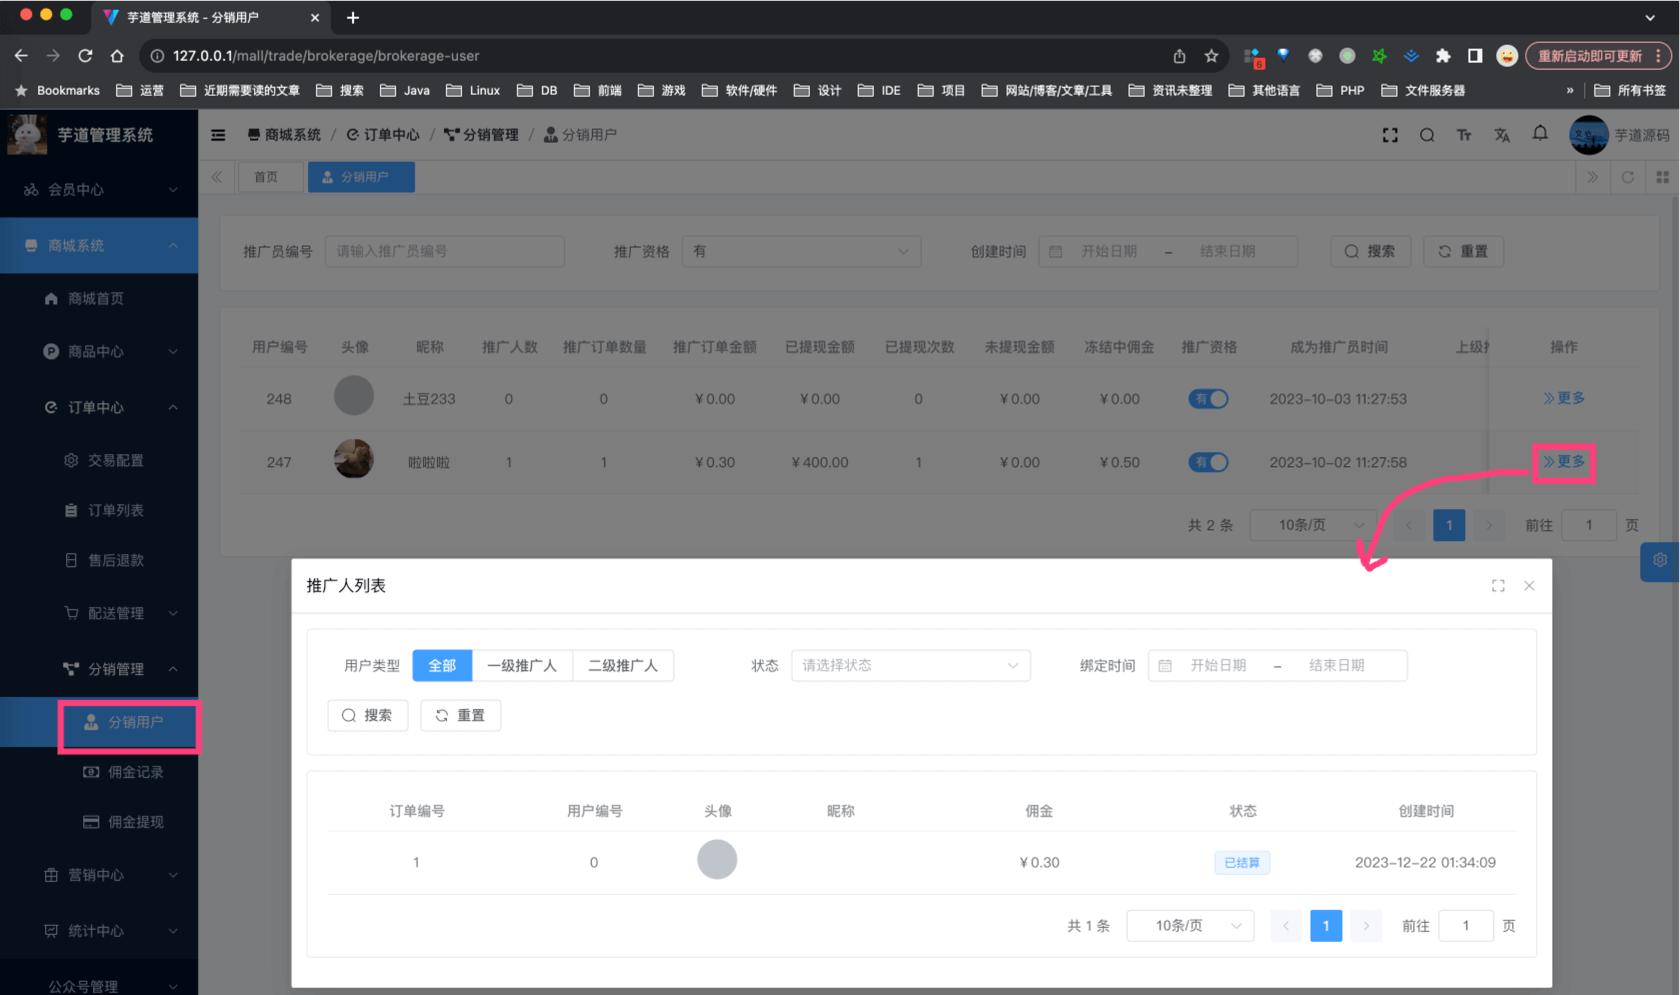 芋道管理系统 - 分销用户
127.0.0.1/mall/trade/brokerage/brokerage-user
6
重新启动即可更新
Bookmarks 运营 近期需要读的文章 搜索 Java Linux DB 前端 游戏 软件/硬件 设计 IDE 项目 网站/博客/文章/工具 资讯未整理 其他语言 PHP 文件服务器 » 所有书签
芋道管理系统
商城系统 / 订单中心 / 分销管理 / 分销用户
芋道源码
首页 分销用户
会员中心
商城系统
商城首页
商品中心
订单中心
交易配置
订单列表
售后退款
配送管理
分销管理
分销用户
佣金记录
佣金提现
营销中心
统计中心
公众号管理
推广员编号 请输入推广员编号 推广资格 有 创建时间 开始日期 - 结束日期 搜索 重置
用户编号 头像 昵称 推广人数 推广订单数量 推广订单金额 已提现金额 已提现次数 未提现金额 冻结中佣金 推广资格 成为推广员时间 上级 操作
248 土豆233 0 0 ¥0.00 ¥0.00 0 ¥0.00 ¥0.00 有 2023-10-03 11:27:53 更多
247 啦啦啦 1 1 ¥0.30 ¥400.00 1 ¥0.00 ¥0.50 有 2023-10-02 11:27:58 更多
共 2 条 10条/页 1 前往 1 页
推广人列表
用户类型 全部 一级推广人 二级推广人 状态 请选择状态 绑定时间 开始日期 - 结束日期
搜索 重置
订单编号 用户编号 头像 昵称 佣金 状态 创建时间
1 0 ¥0.30 已结算 2023-12-22 01:34:09
共 1 条 10条/页 1 前往 1 页